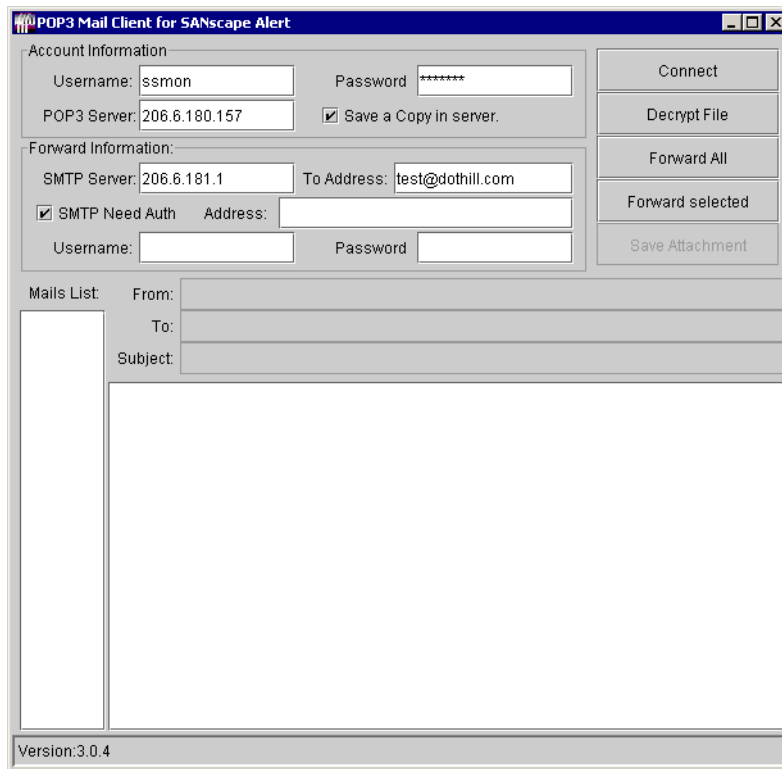 POP3 Mail Client for SANscape Alert
Account Information
Username: ssmon Password *******
POP3 Server: 206.6.180.157 Save a Copy in server.
Forward Information:
SMTP Server: 206.6.181.1 To Address: test@dothill.com
SMTP Need Auth Address:
Username: Password
Connect
Decrypt File
Forward All
Forward selected
Save Attachment
Mails List: From:
To:
Subject:
Version:3.0.4